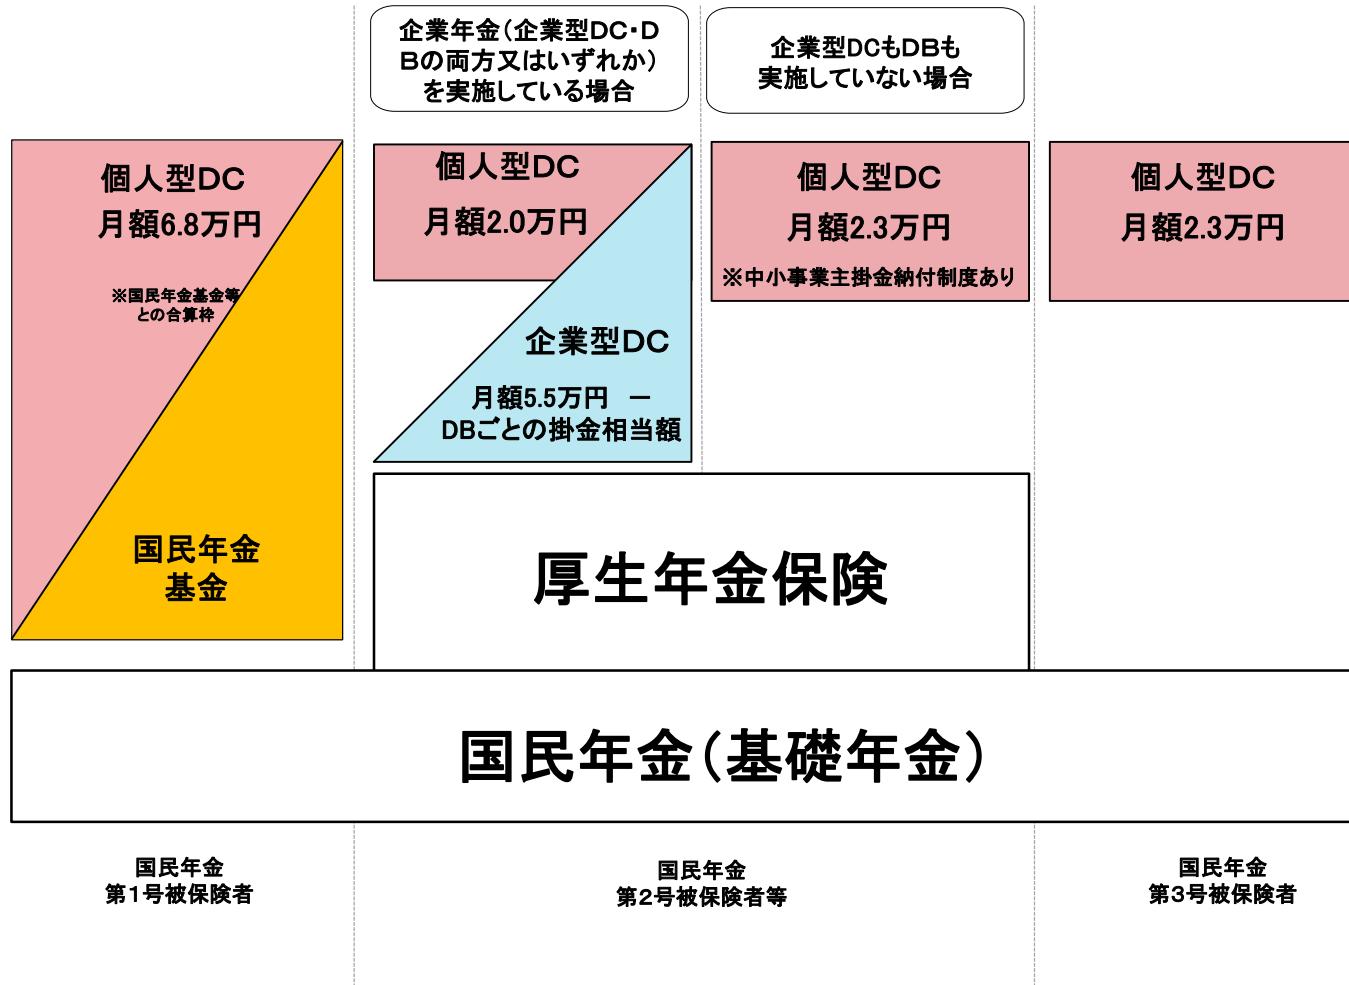 企業年金（企業型DC・D
Bの両方又はいずれか）
を実施している場合
企業型DCもDBも
実施していない場合
個人型DC
月額6.8万円
※国民年金基金等
との合算枠
国民年金
基金
個人型DC
月額2.0万円
企業型DC
月額5.5万円　－
DBごとの掛金相当額
個人型DC
月額2.3万円
※中小事業主掛金納付制度あり
個人型DC
月額2.3万円
厚生年金保険
国民年金（基礎年金）
国民年金
第１号被保険者
国民年金
第２号被保険者等
国民年金
第３号被保険者